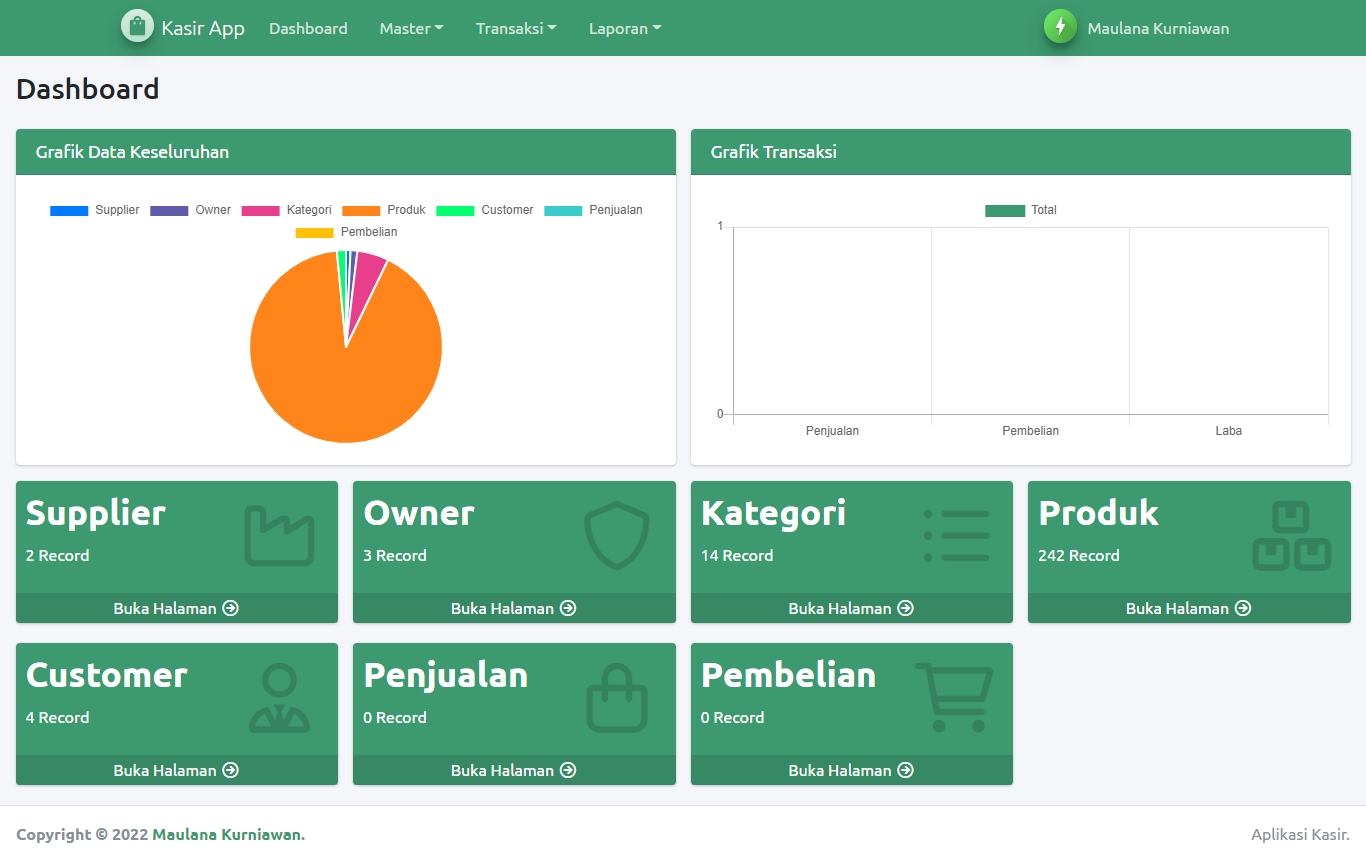 Kasir App Dashboard Master Transaksi Laporan Maulana Kurniawan
Dashboard
Grafik Data Keseluruhan
Supplier Owner Kategori Produk Customer Penjualan
Pembelian
Grafik Transaksi
Total
1
0
Penjualan Pembelian Laba
Supplier
2 Record
Buka Halaman
Owner
3 Record
Buka Halaman
Kategori
14 Record
Buka Halaman
Produk
242 Record
Buka Halaman
Customer
4 Record
Buka Halaman
Penjualan
0 Record
Buka Halaman
Pembelian
0 Record
Buka Halaman
Copyright © 2022 Maulana Kurniawan.
Aplikasi Kasir.